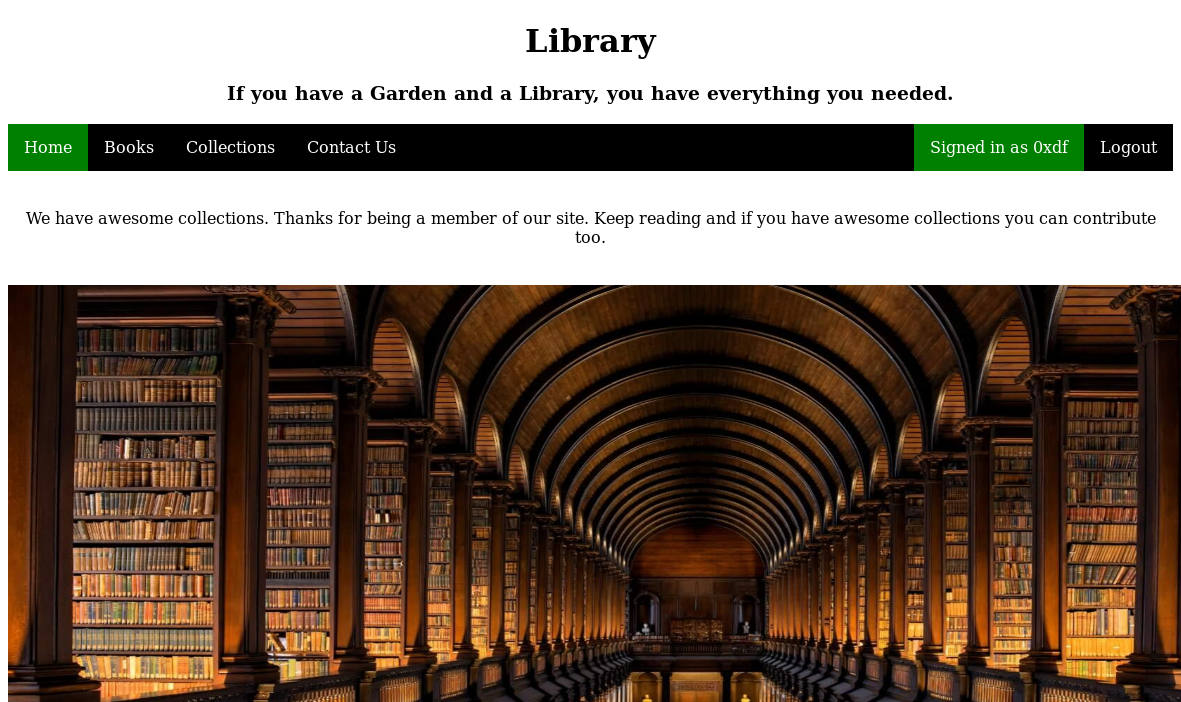 Library
If you have a Garden and a Library, you have everything you needed.
Home Books Collections Contact Us Signed in as 0xdf Logout
We have awesome collections. Thanks for being a member of our site. Keep reading and if you have awesome collections you can contribute
too.